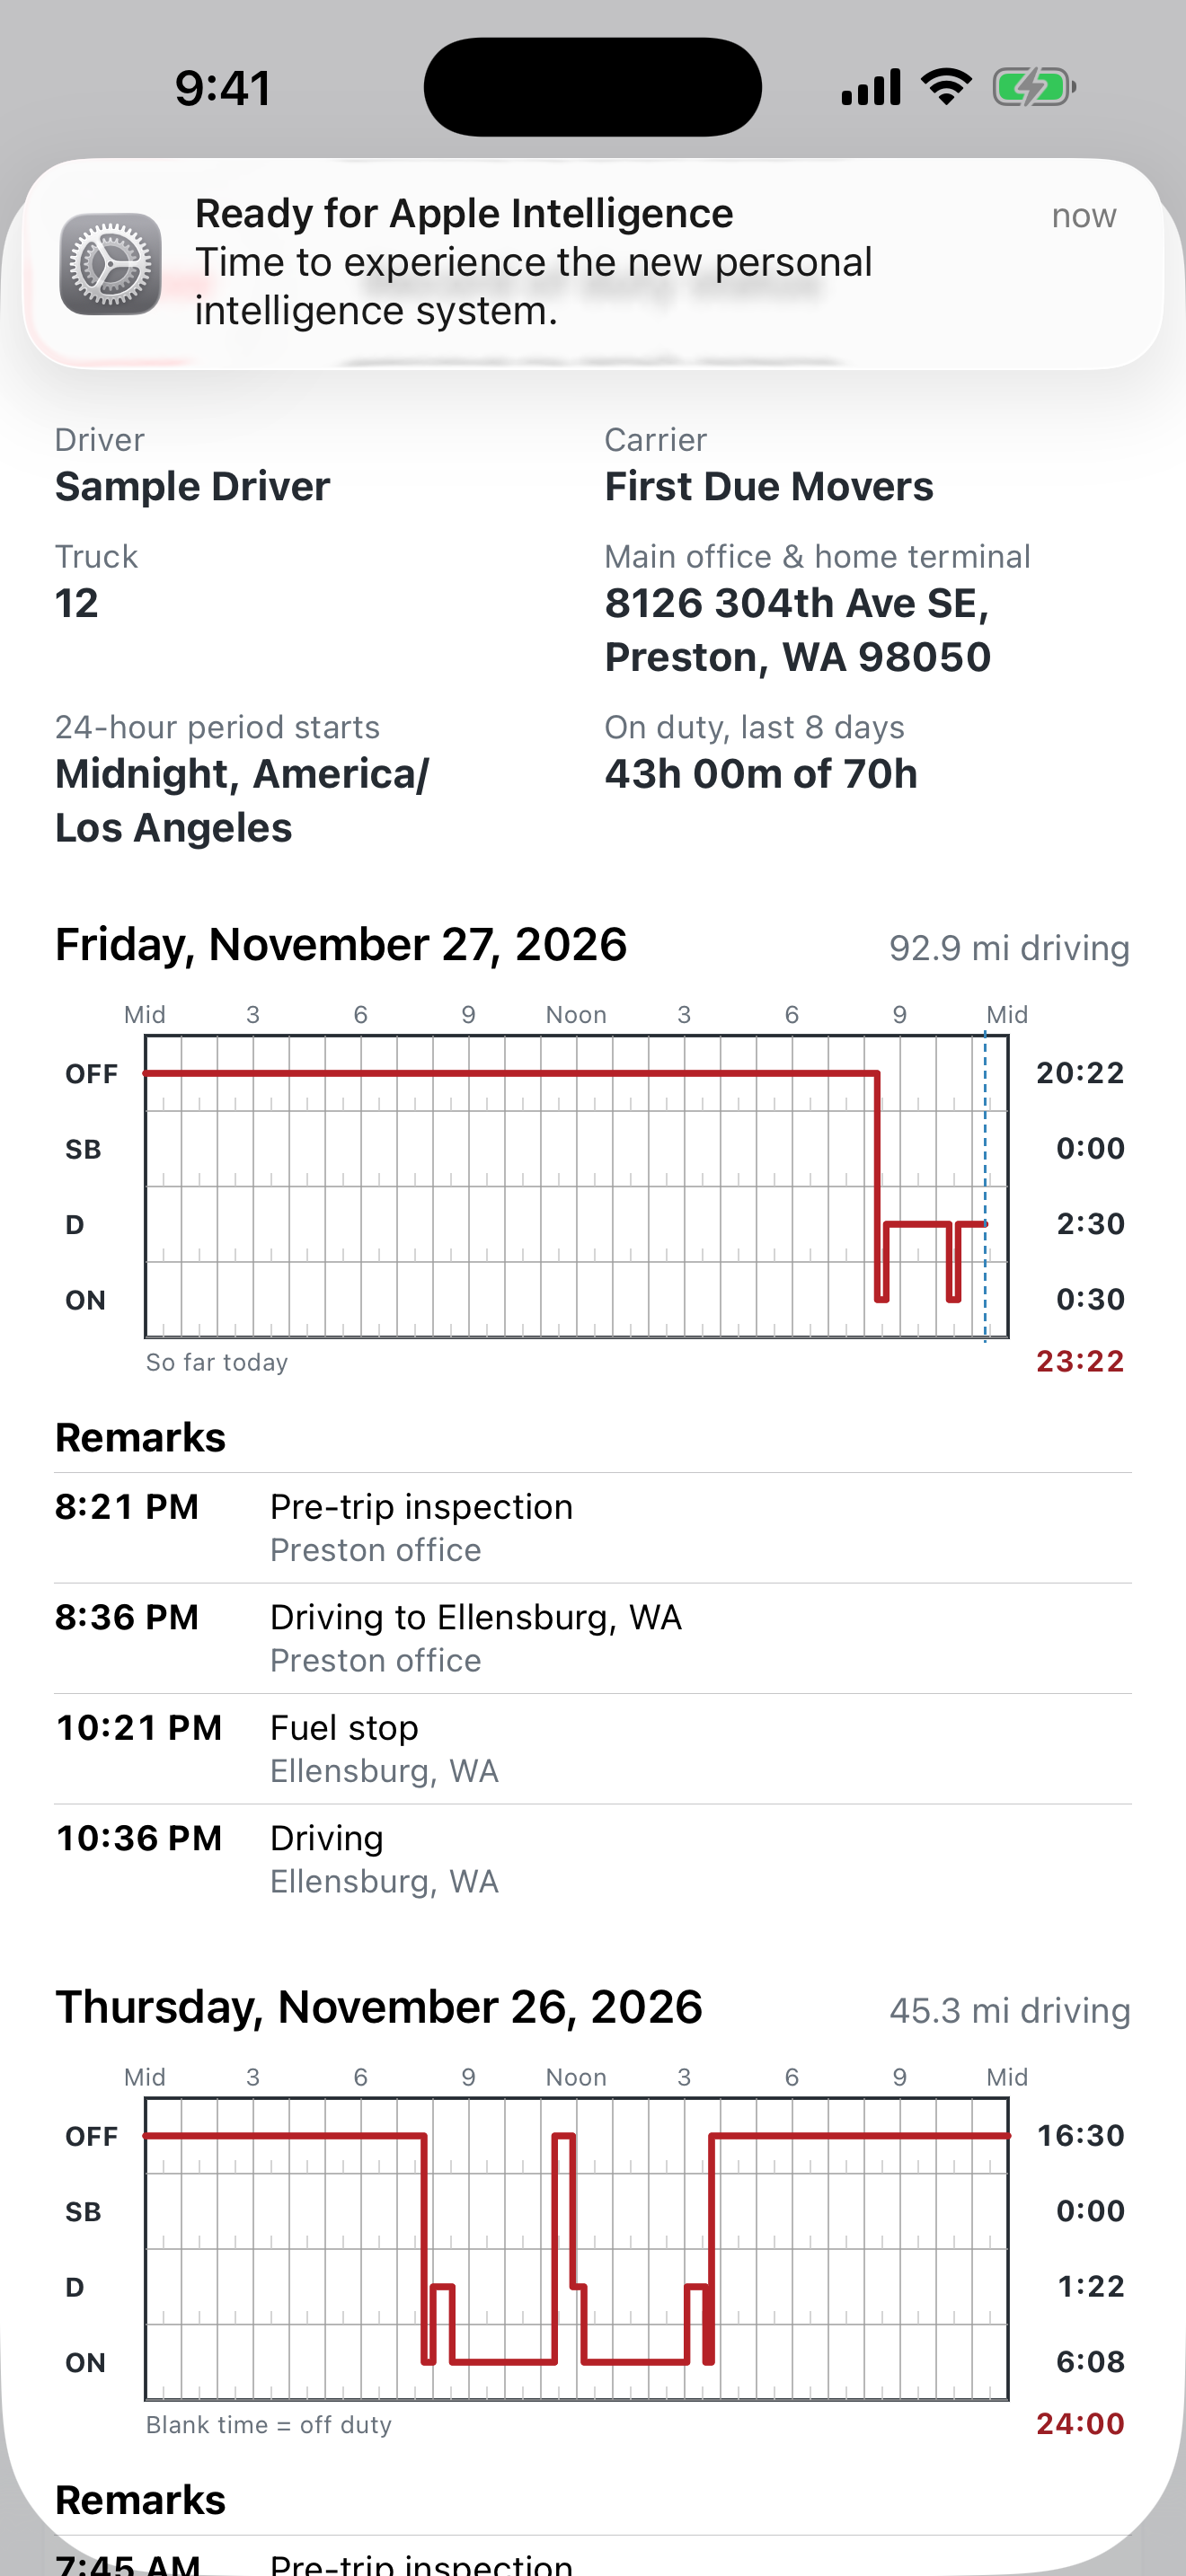 9:41
Ready for Apple Intelligence
now
Time to experience the new personal
intelligence system.
Driver
Sample Driver
Carrier
First Due Movers
Truck
12
Main office & home terminal
8126 304th Ave SE,
Preston, WA 98050
24-hour period starts
Midnight, America/
Los Angeles
On duty, last 8 days
43h 00m of 70h
Friday, November 27, 2026
92.9 mi driving
Mid 3 6 9 Noon 3 6 9 Mid
OFF 20:22
SB 0:00
D 2:30
ON 0:30
So far today 23:22
Remarks
8:21 PM Pre-trip inspection
Preston office
8:36 PM Driving to Ellensburg, WA
Preston office
10:21 PM Fuel stop
Ellensburg, WA
10:36 PM Driving
Ellensburg, WA
Thursday, November 26, 2026
45.3 mi driving
Mid 3 6 9 Noon 3 6 9 Mid
OFF 16:30
SB 0:00
D 1:22
ON 6:08
Blank time = off duty 24:00
Remarks
7:45 AM Pre-trip inspection